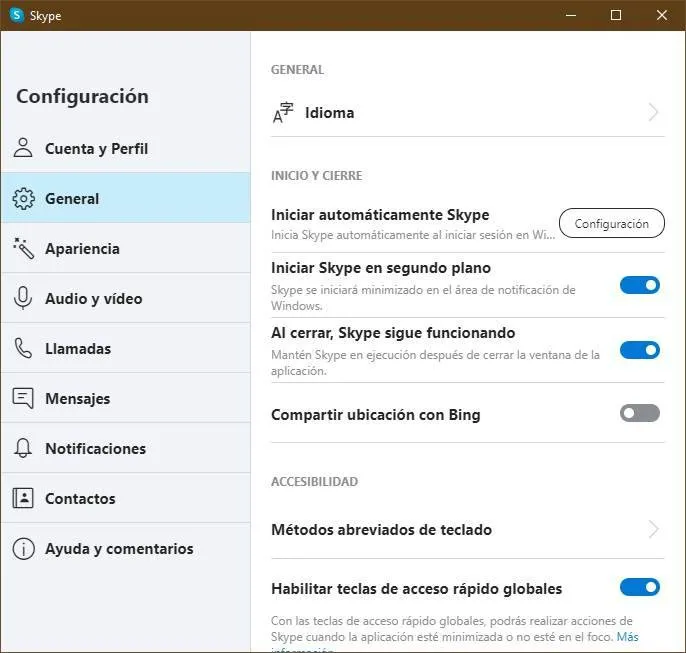 Skype
Configuración
Cuenta y Perfil
General
Apariencia
Audio y vídeo
Llamadas
Mensajes
Notificaciones
Contactos
Ayuda y comentarios
GENERAL
Idioma
INICIO Y CIERRE
Iniciar automáticamente Skype
Inicia Skype automáticamente al iniciar sesión en Wi...
Configuración
Iniciar Skype en segundo plano
Skype se iniciará minimizado en el área de notificación de
Windows.
Al cerrar, Skype sigue funcionando
Mantén Skype en ejecución después de cerrar la ventana de la
aplicación.
Compartir ubicación con Bing
ACCESIBILIDAD
Métodos abreviados de teclado
Habilitar teclas de acceso rápido globales
Con las teclas de acceso rápido globales, podrás realizar acciones de
Skype cuando la aplicación esté minimizada o no esté en el foco. Más
información